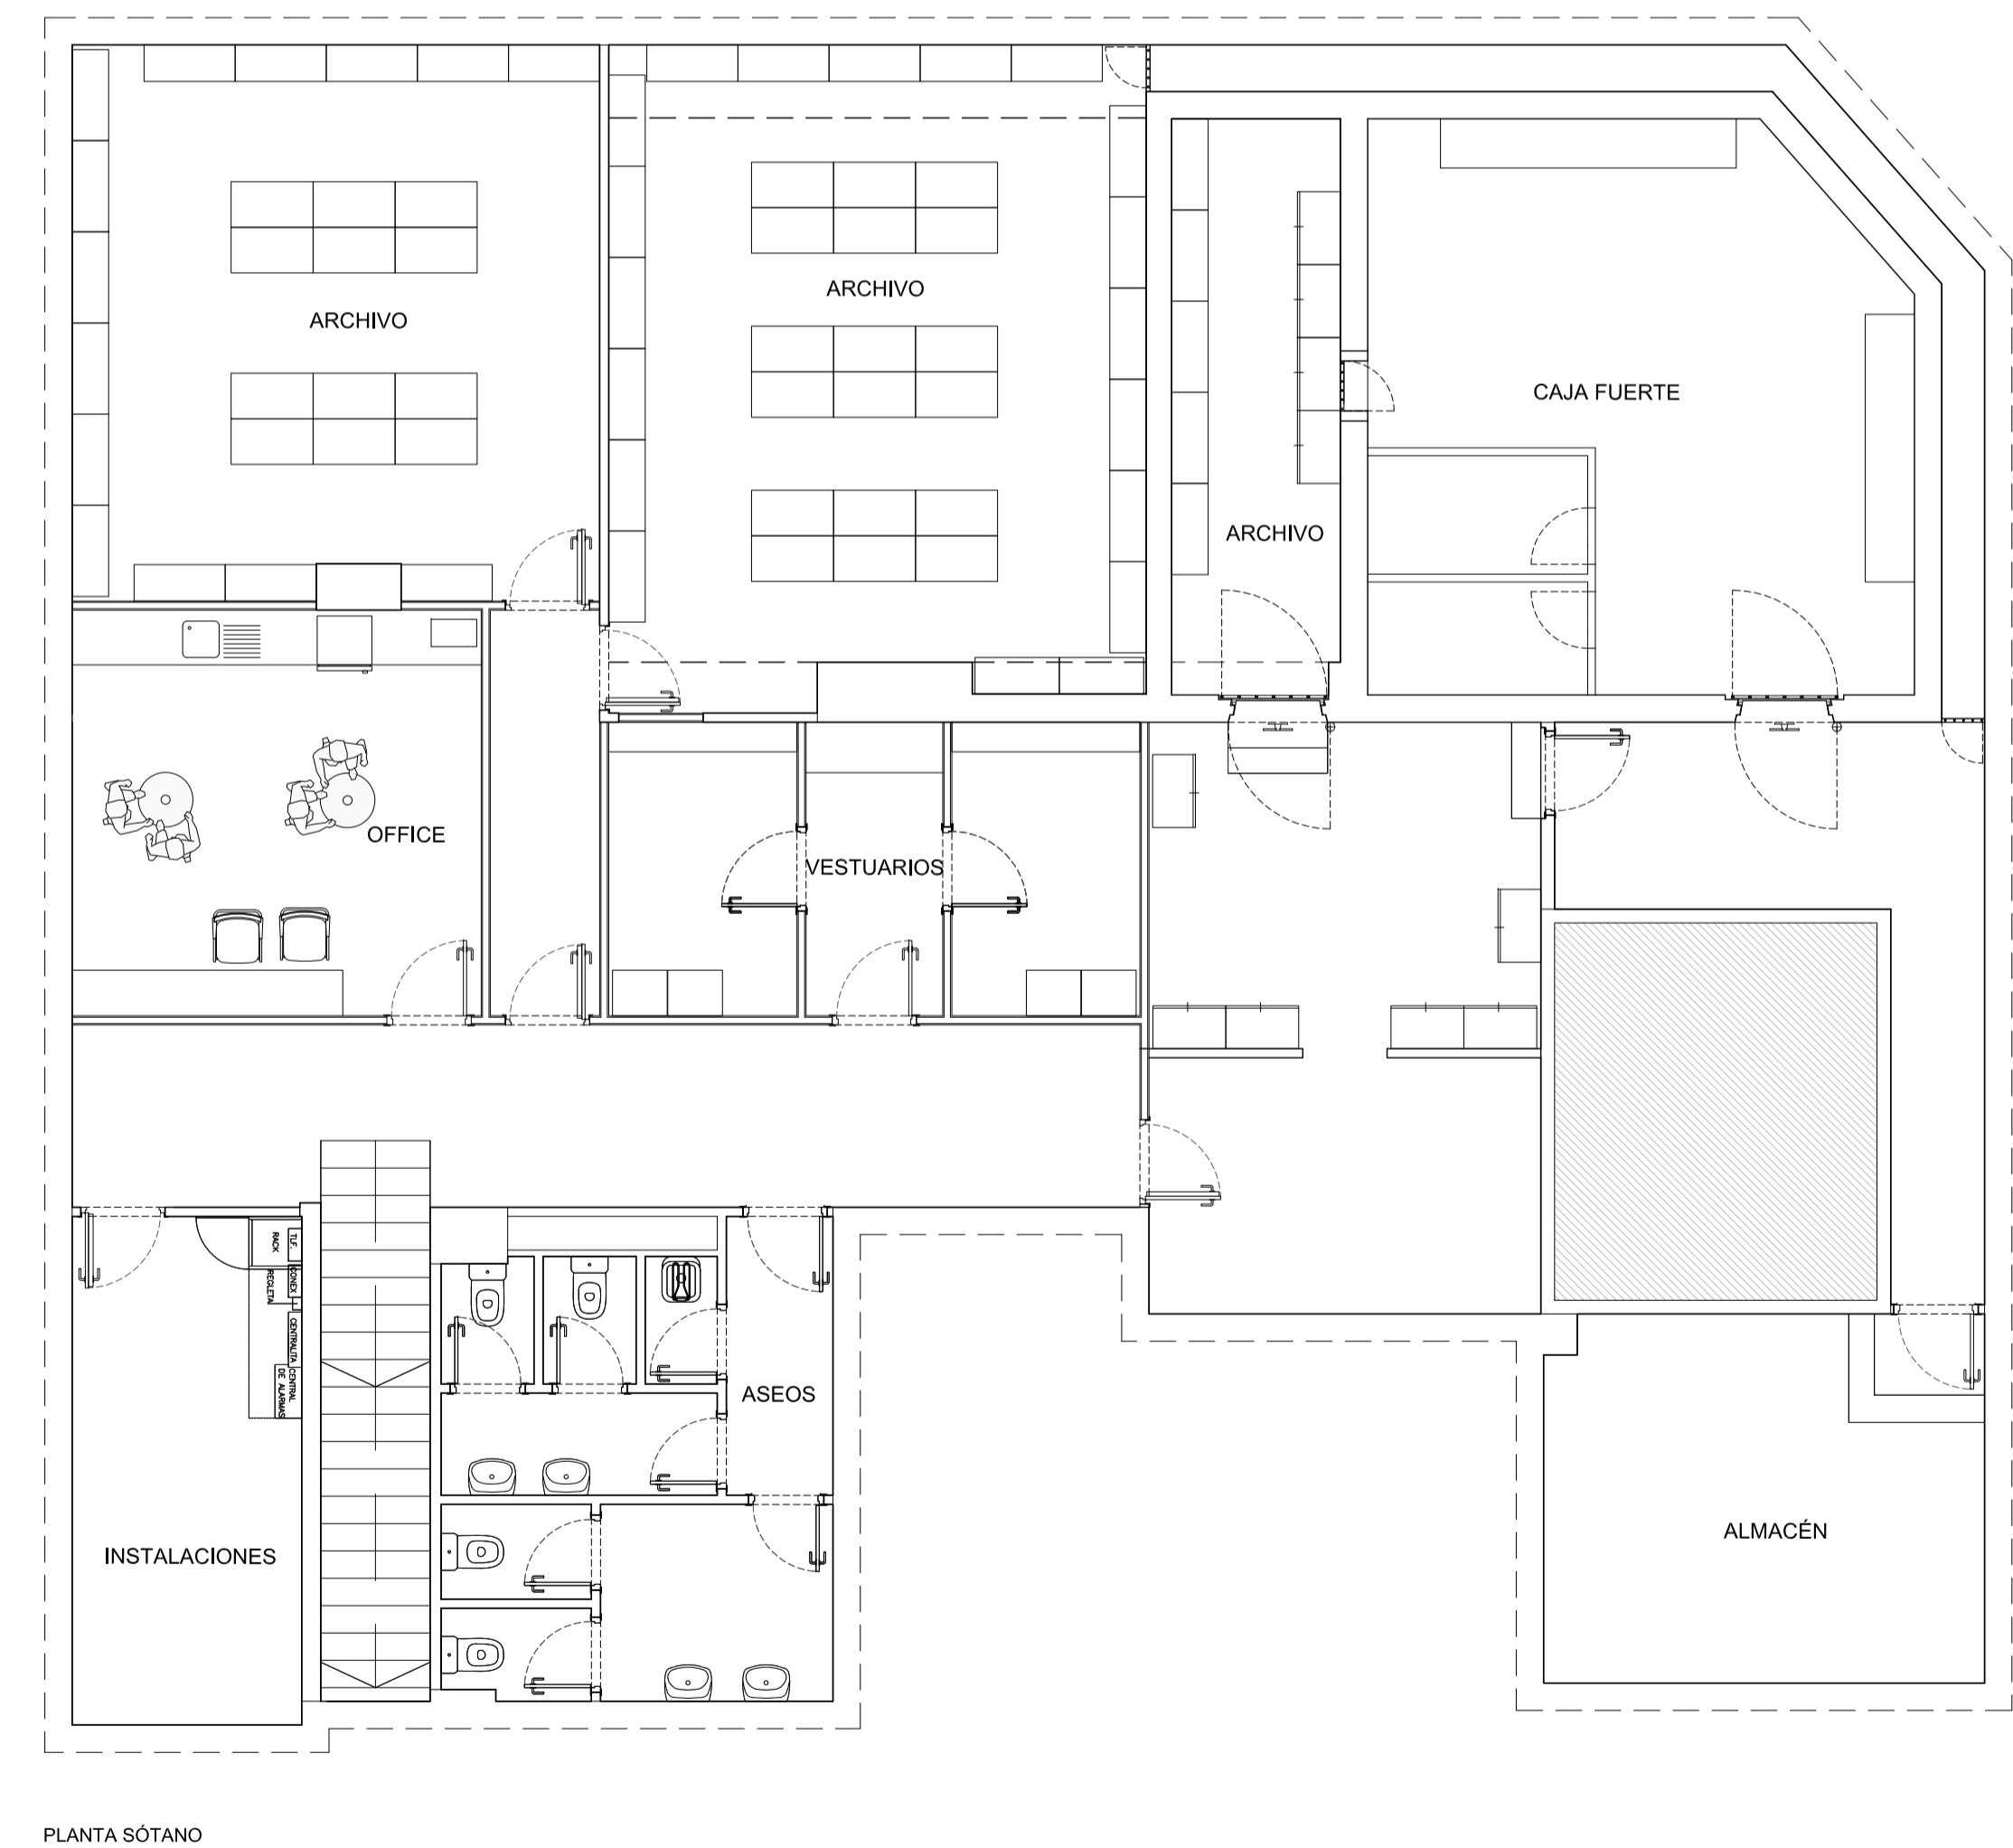 ARCHIVO
ARCHIVO
ARCHIVO
CAJA FUERTE
OFFICE
VESTUARIOS
TLF.
RACK
CONEX
REGLETA
CENTRALITA
CENTRAL
DE ALARMAS
ASEOS
INSTALACIONES
ALMACÉN
PLANTA SÓTANO